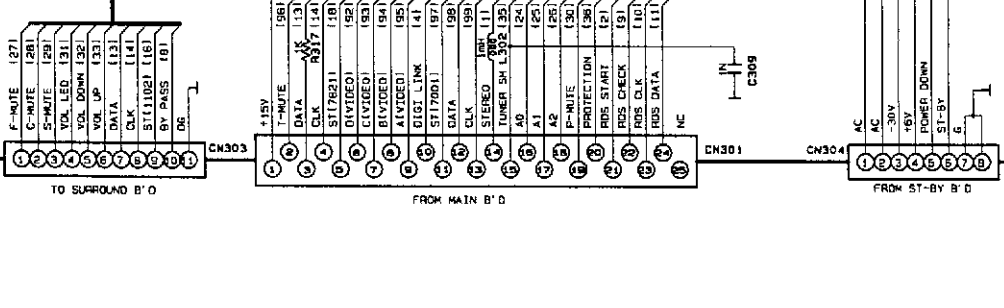 F-MUTE [27]
C-MUTE [28]
S-MUTE [29]
VOL LED [31]
VOL DOWN [32]
VOL UP [33]
DATA [13]
CLK [14]
ST[1102] [16]
BY PASS [8]
DG
1 2 3 4 5 6 7 8 9 10 11
CN303
TO SURROUND B'D
+15V
T-MUTE [96]
DATA [13]
1K
R317
CLK [14]
ST[7821] [18]
D[VIDEO] [92]
C[VIDEO] [93]
B[VIDEO] [94]
A[VIDEO] [95]
DIGI LINK [4]
ST[7001] [97]
DATA [98]
CLK [99]
STEREO [1]
1mH
L302
TUNER SM [35]
A0 [24]
A1 [25]
A2 [26]
P-MUTE [30]
PROTECTION [36]
RDS START [2]
RDS CHECK [9]
RDS CLK [10]
RDS DATA [11]
NC
2 4 6 8 10 12 14 16 18 20 22 24
1 3 5 7 9 11 13 15 17 19 21 23 25
CN301
FROM MAIN B'D
1N
C309
AC
AC
-30V
+6V
POWER DOWN
ST-BY
G
CN304
1 2 3 4 5 6 7 8
FROM ST-BY B'D